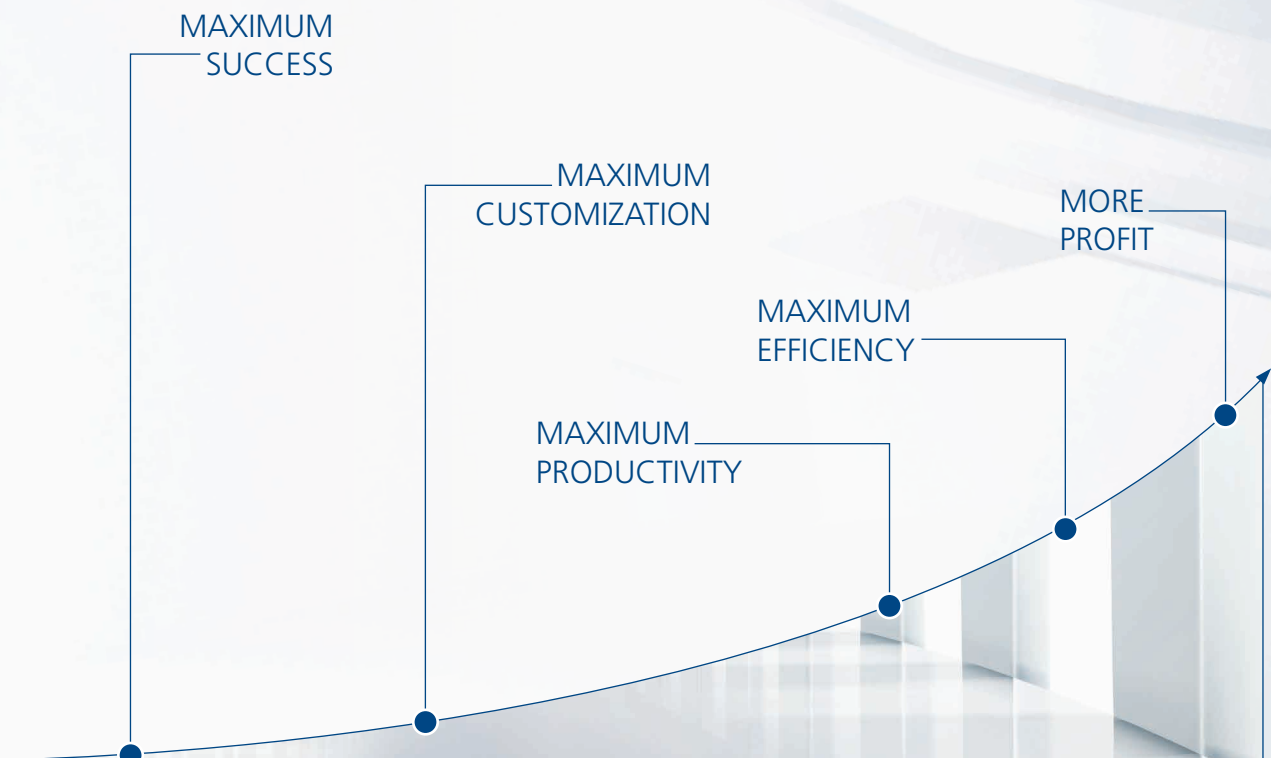 MAXIMUM
SUCCESS
MAXIMUM
CUSTOMIZATION
MORE
PROFIT
MAXIMUM
EFFICIENCY
MAXIMUM
PRODUCTIVITY